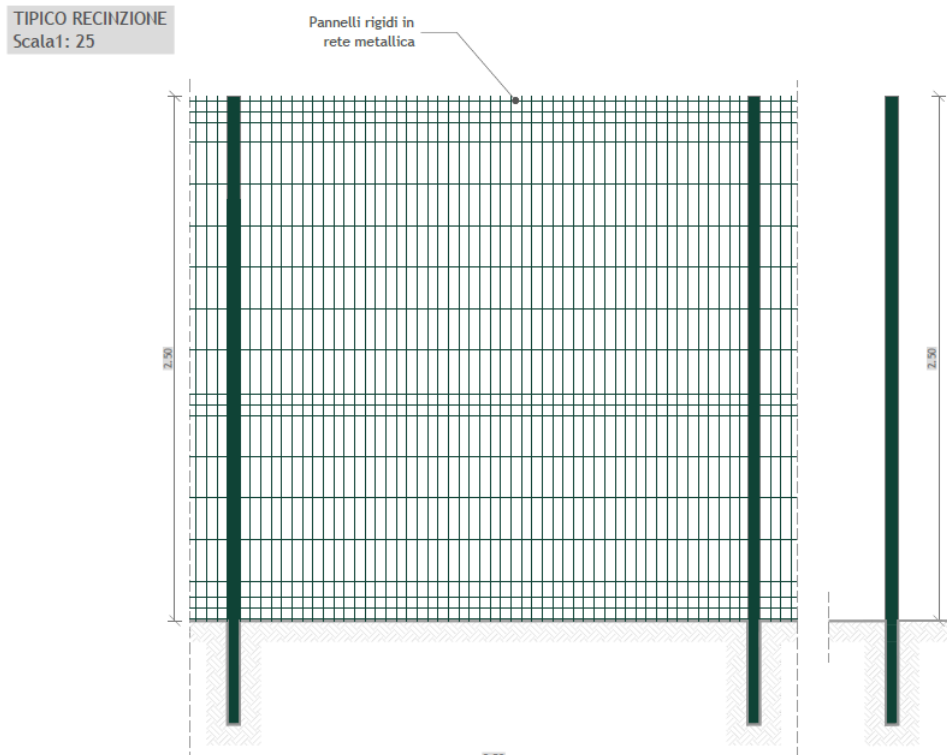 TIPICO RECINZIONE
Scala1: 25
Pannelli rigidi in
rete metallica
2.50
2.50